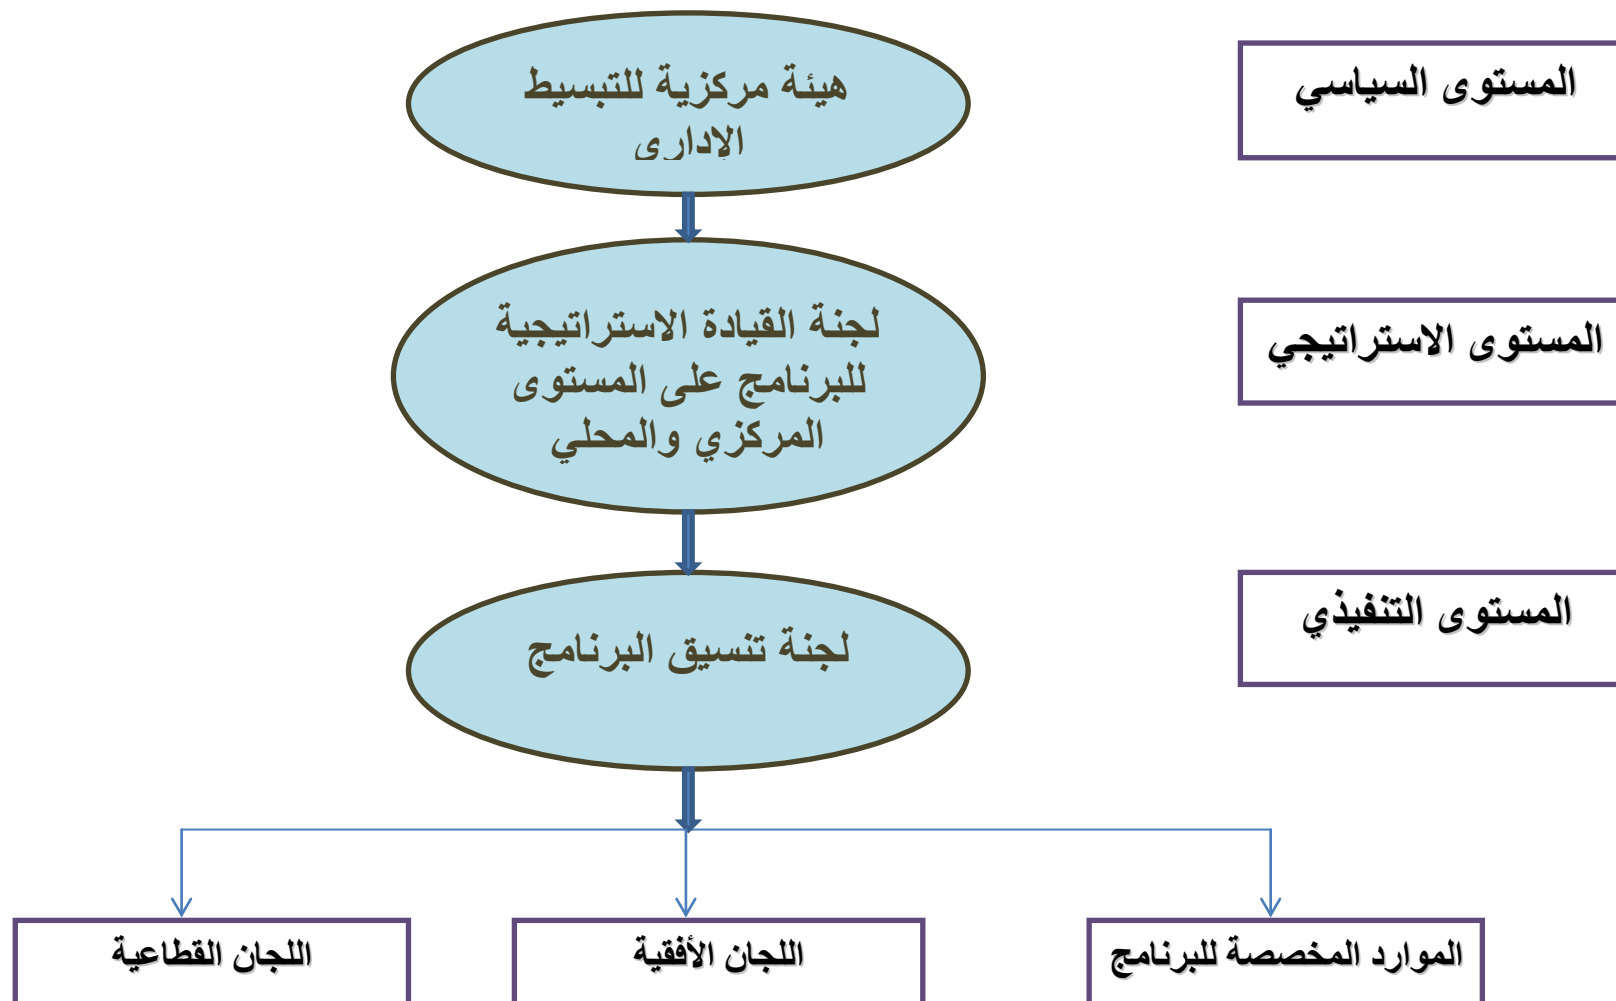 المستوى السياسي
هيئة مركزية للتبسيط
الإداري
المستوى الاستراتيجي
لجنة القيادة الاستراتيجية
للبرنامج على المستوى
المركزي والمحلي
المستوى التنفيذي
لجنة تنسيق البرنامج
الموارد المخصصة للبرنامج
اللجان الأفقية
اللجان القطاعية